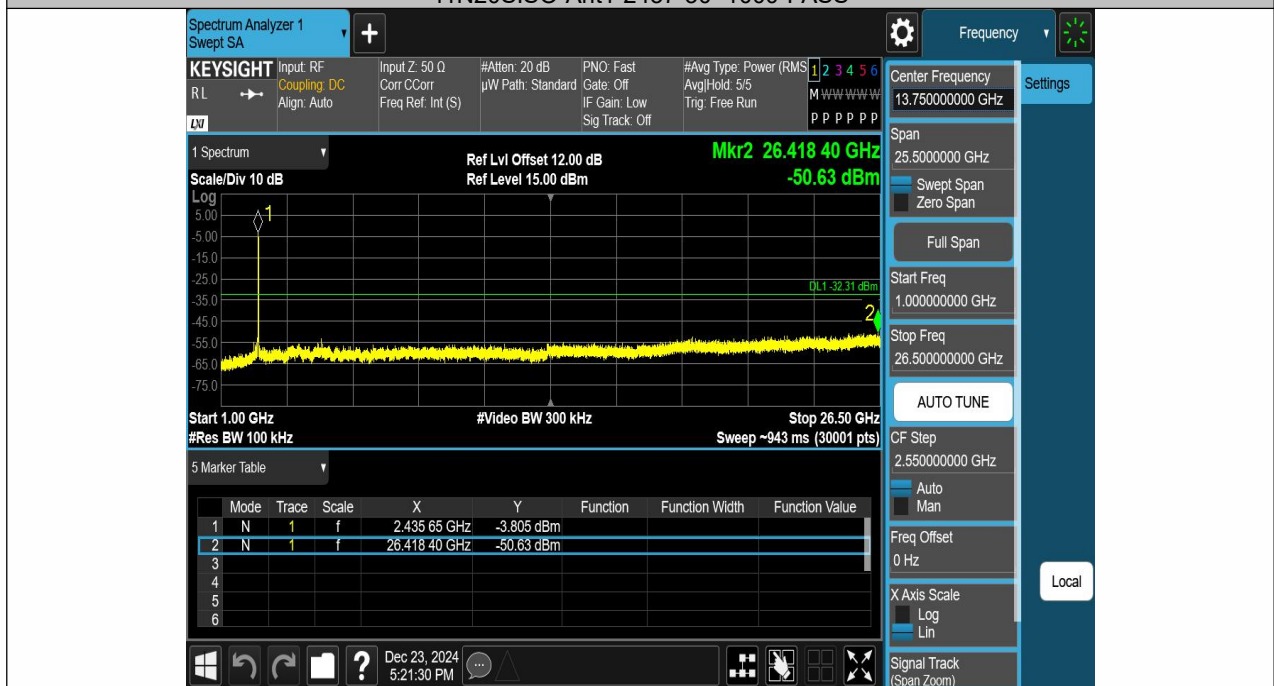 Spectrum Analyzer 1
Swept SA
+
Frequency
KEYSIGHT
RL
LXI
Input: RF
Coupling: DC
Align: Auto
Input Z: 50 Ω
Corr CCorr
Freq Ref: Int (S)
#Atten: 20 dB
µW Path: Standard
PNO: Fast
Gate: Off
IF Gain: Low
Sig Track: Off
#Avg Type: Power (RMS
Avg|Hold: 5/5
Trig: Free Run
1 2 3 4 5 6
M W W W W W
P P P P P P
1 Spectrum
Scale/Div 10 dB
Ref Lvl Offset 12.00 dB
Ref Level 15.00 dBm
Mkr2 26.418 40 GHz
-50.63 dBm
Log
5.00
-5.00
-15.0
-25.0
-35.0
-45.0
-55.0
-65.0
-75.0
1
DL1 -32.31 dBm
2
Start 1.00 GHz
#Res BW 100 kHz
#Video BW 300 kHz
Stop 26.50 GHz
Sweep ~943 ms (30001 pts)
5 Marker Table
Mode Trace Scale X Y Function Function Width Function Value
1 N 1 f 2.435 65 GHz -3.805 dBm
2 N 1 f 26.418 40 GHz -50.63 dBm
3
4
5
6
Dec 23, 2024
5:21:30 PM
Center Frequency
13.750000000 GHz
Span
25.5000000 GHz
Swept Span
Zero Span
Full Span
Start Freq
1.000000000 GHz
Stop Freq
26.500000000 GHz
AUTO TUNE
CF Step
2.550000000 GHz
Auto
Man
Freq Offset
0 Hz
X Axis Scale
Log
Lin
Signal Track
(Span Zoom)
Settings
Local